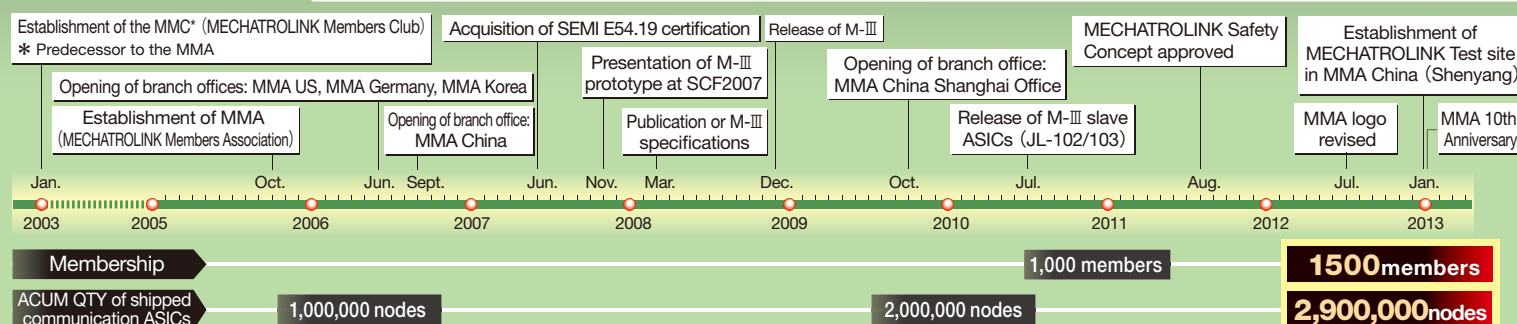 Establishment of the MMC* (MECHATROLINK Members Club)
* Predecessor to the MMA
Acquisition of SEMI E54.19 certification
Release of M-Ⅲ
MECHATROLINK Safety
Concept approved
Establishment of
MECHATROLINK Test site
in MMA China (Shenyang)
Opening of branch offices: MMA US, MMA Germany, MMA Korea
Presentation of M-Ⅲ
prototype at SCF2007
Opening of branch office:
MMA China Shanghai Office
Establishment of MMA
(MECHATROLINK Members Association)
Opening of branch office:
MMA China
Publication or M-Ⅲ
specifications
Release of M-Ⅲ slave
ASICs (JL-102/103)
MMA logo
revised
MMA 10th
Anniversary
Jan. Oct. Jun. Sept. Jun. Nov. Mar. Dec. Oct. Jul. Aug. Jul. Jan.
2003 2005 2006 2007 2008 2009 2010 2011 2012 2013
Membership 1,000 members 1500members
ACUM QTY of shipped
communication ASICs
1,000,000 nodes 2,000,000 nodes 2,900,000nodes